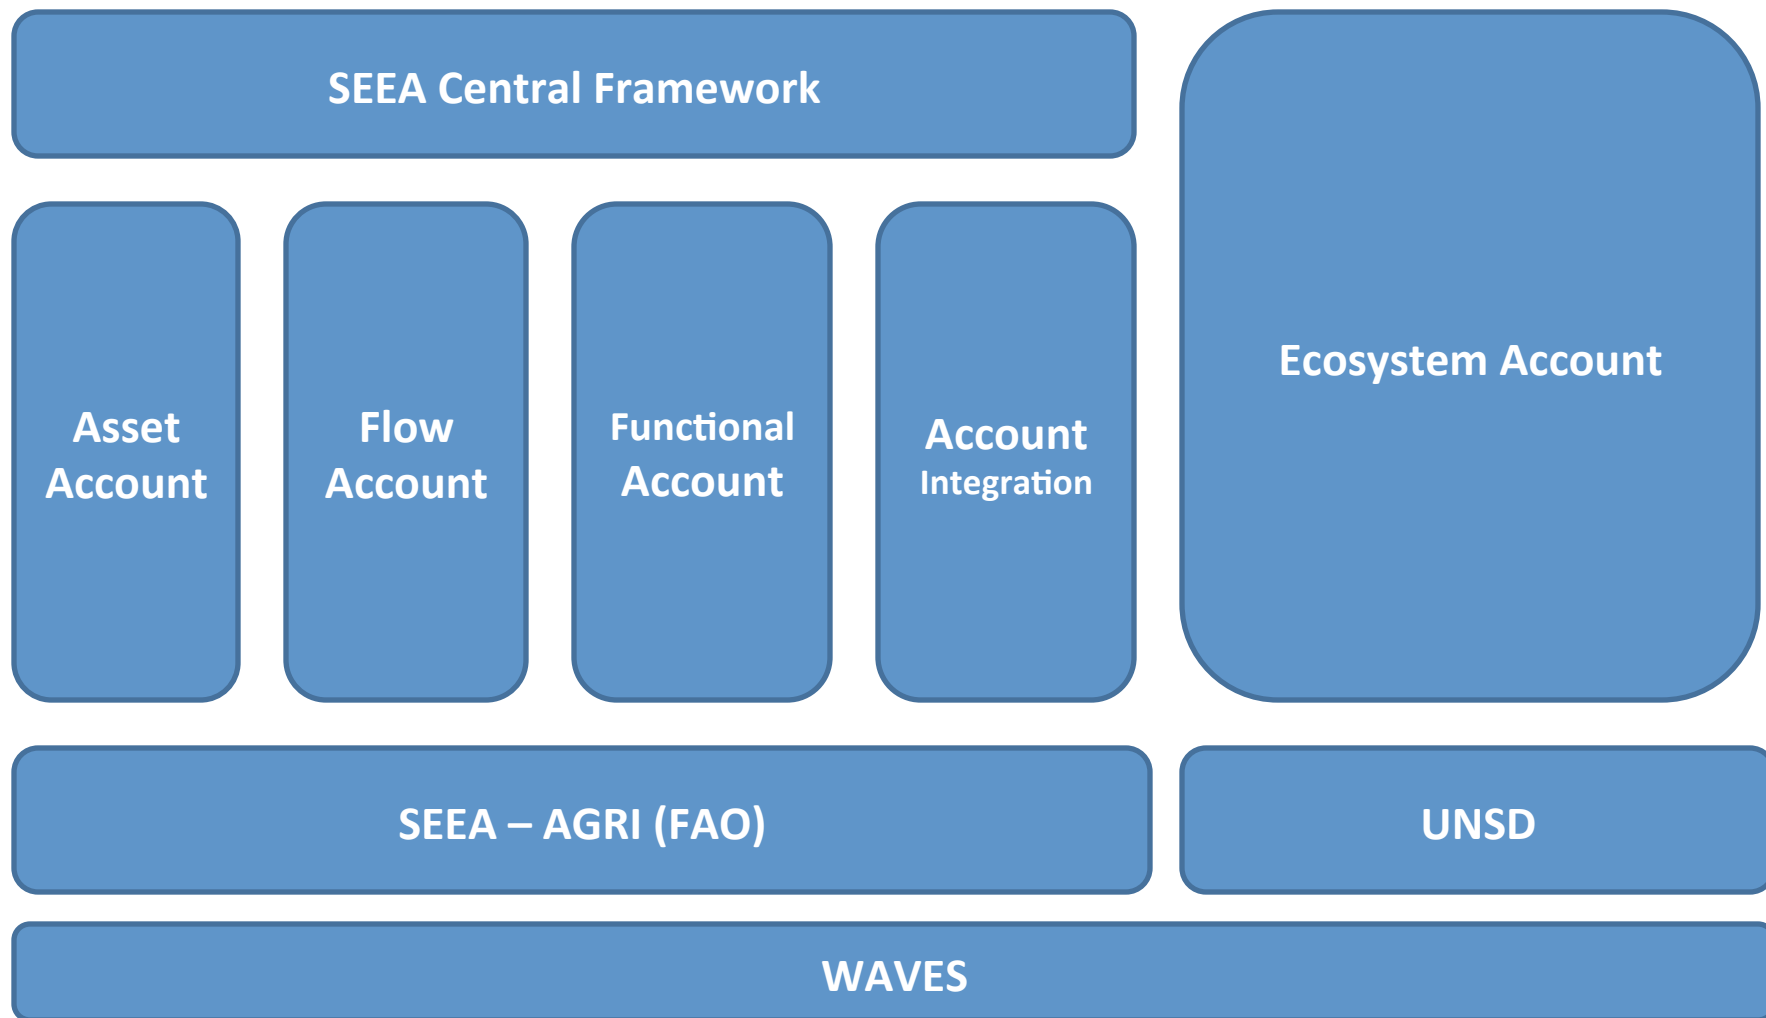 SEEA Central Framework
Asset
Account
Flow
Account
Functional
Account
Account
Integration
Ecosystem Account
SEEA – AGRI (FAO)
UNSD
WAVES